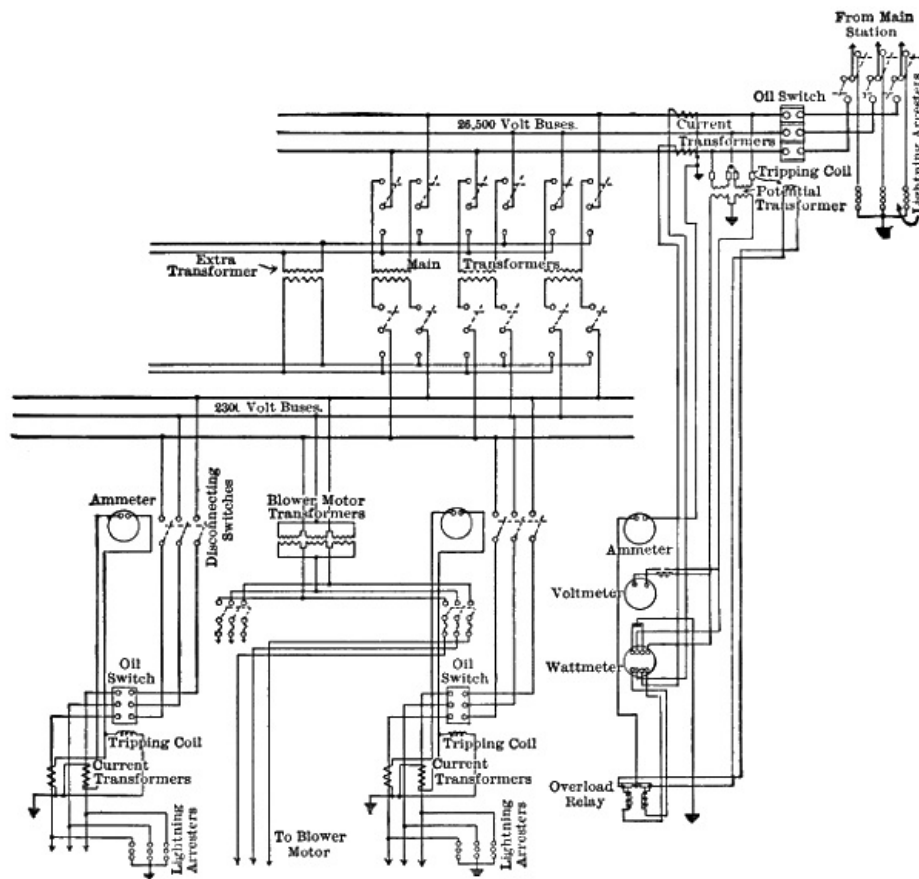 From Main
Station
Oil Switch
Lightning Arresters
26,500 Volt Buses.
Current
Transformers
Tripping Coil
Potential
Transformer
Extra
Transformer
Main Transformers
2300 Volt Buses.
Ammeter
Disconnecting
Switches
Blower Motor
Transformers
Ammeter
Voltmeter
Wattmeter
Oil
Switch
Oil
Switch
Tripping Coil
Current
Transformers
Tripping Coil
Current
Transformers
Overload
Relay
Lightning
Arresters
To Blower
Motor
Lightning
Arresters